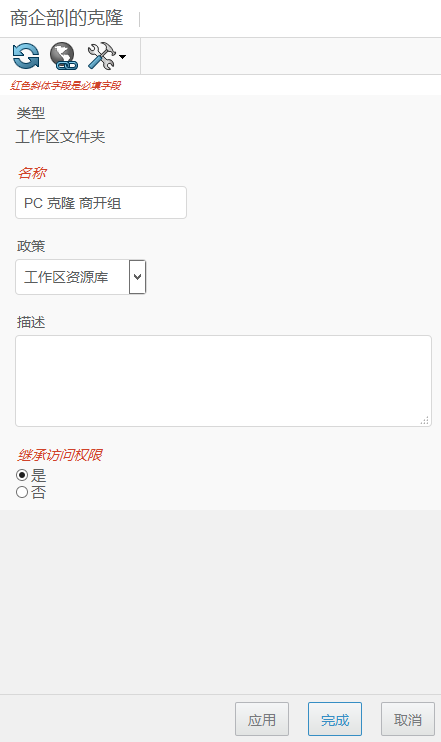 商企部|的克隆
红色斜体字段是必填字段
类型
工作区文件夹
名称
PC 克隆 商开组
政策
工作区资源库
描述
继承访问权限
是
否
应用
完成
取消